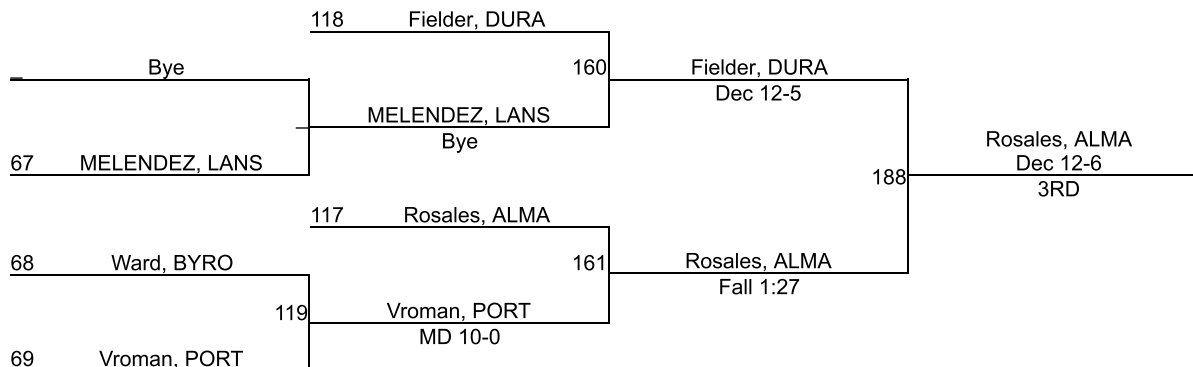 118 Fielder, DURA
_ Bye
160 Fielder, DURA
Dec 12-5
_ MELENDEZ, LANS
Bye
67 MELENDEZ, LANS
Rosales, ALMA
Dec 12-6
188
3RD
117 Rosales, ALMA
68 Ward, BYRO
161 Rosales, ALMA
Fall 1:27
119 Vroman, PORT
MD 10-0
69 Vroman, PORT